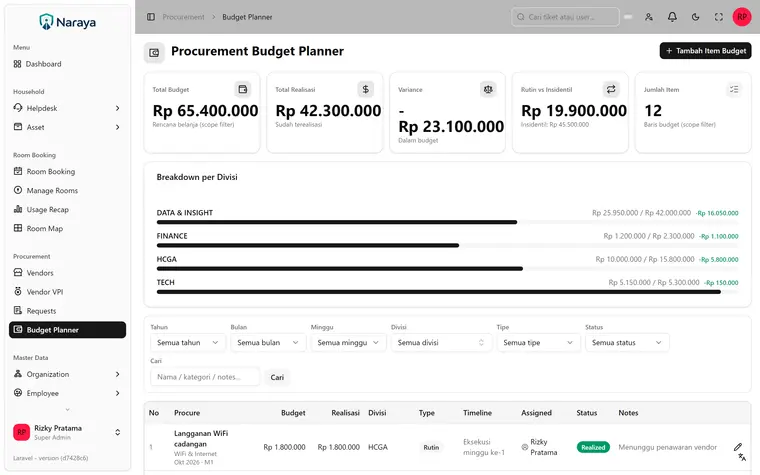 Naraya
Procurement > Budget Planner
Cari tiket atau user...
RP
Menu
Dashboard
Household
Helpdesk
Asset
Room Booking
Room Booking
Manage Rooms
Usage Recap
Room Map
Procurement
Vendors
Vendor VPI
Requests
Budget Planner
Master Data
Organization
Employee
RP
Rizky Pratama
Super Admin
Laravel - version (d7428c6)
Procurement Budget Planner
+ Tambah Item Budget
Total Budget
Rp 65.400.000
Rencana belanja (scope filter)
Total Realisasi
Rp 42.300.000
Sudah terealisasi
Variance
-
Rp 23.100.000
Dalam budget
Rutin vs Insidentil
Rp 19.900.000
Insidentil: Rp 45.500.000
Jumlah Item
12
Baris budget (scope filter)
Breakdown per Divisi
DATA & INSIGHT Rp 25.950.000 / Rp 42.000.000 -Rp 16.050.000
FINANCE Rp 1.200.000 / Rp 2.300.000 -Rp 1.100.000
HCGA Rp 10.000.000 / Rp 15.800.000 -Rp 5.800.000
TECH Rp 5.150.000 / Rp 5.300.000 -Rp 150.000
Tahun Bulan Minggu Divisi Tipe Status
Semua tahun Semua bulan Semua minggu Semua divisi Semua tipe Semua status
Cari
Nama / kategori / notes... Cari
No Procure Budget Realisasi Divisi Type Timeline Assigned Status Notes
1 Langganan WiFi cadangan Rp 1.800.000 Rp 1.800.000 HCGA Rutin Eksekusi minggu ke-1 Rizky Pratama Realized Menunggu penawaran vendor
WiFi & Internet
Okt 2026 · M1